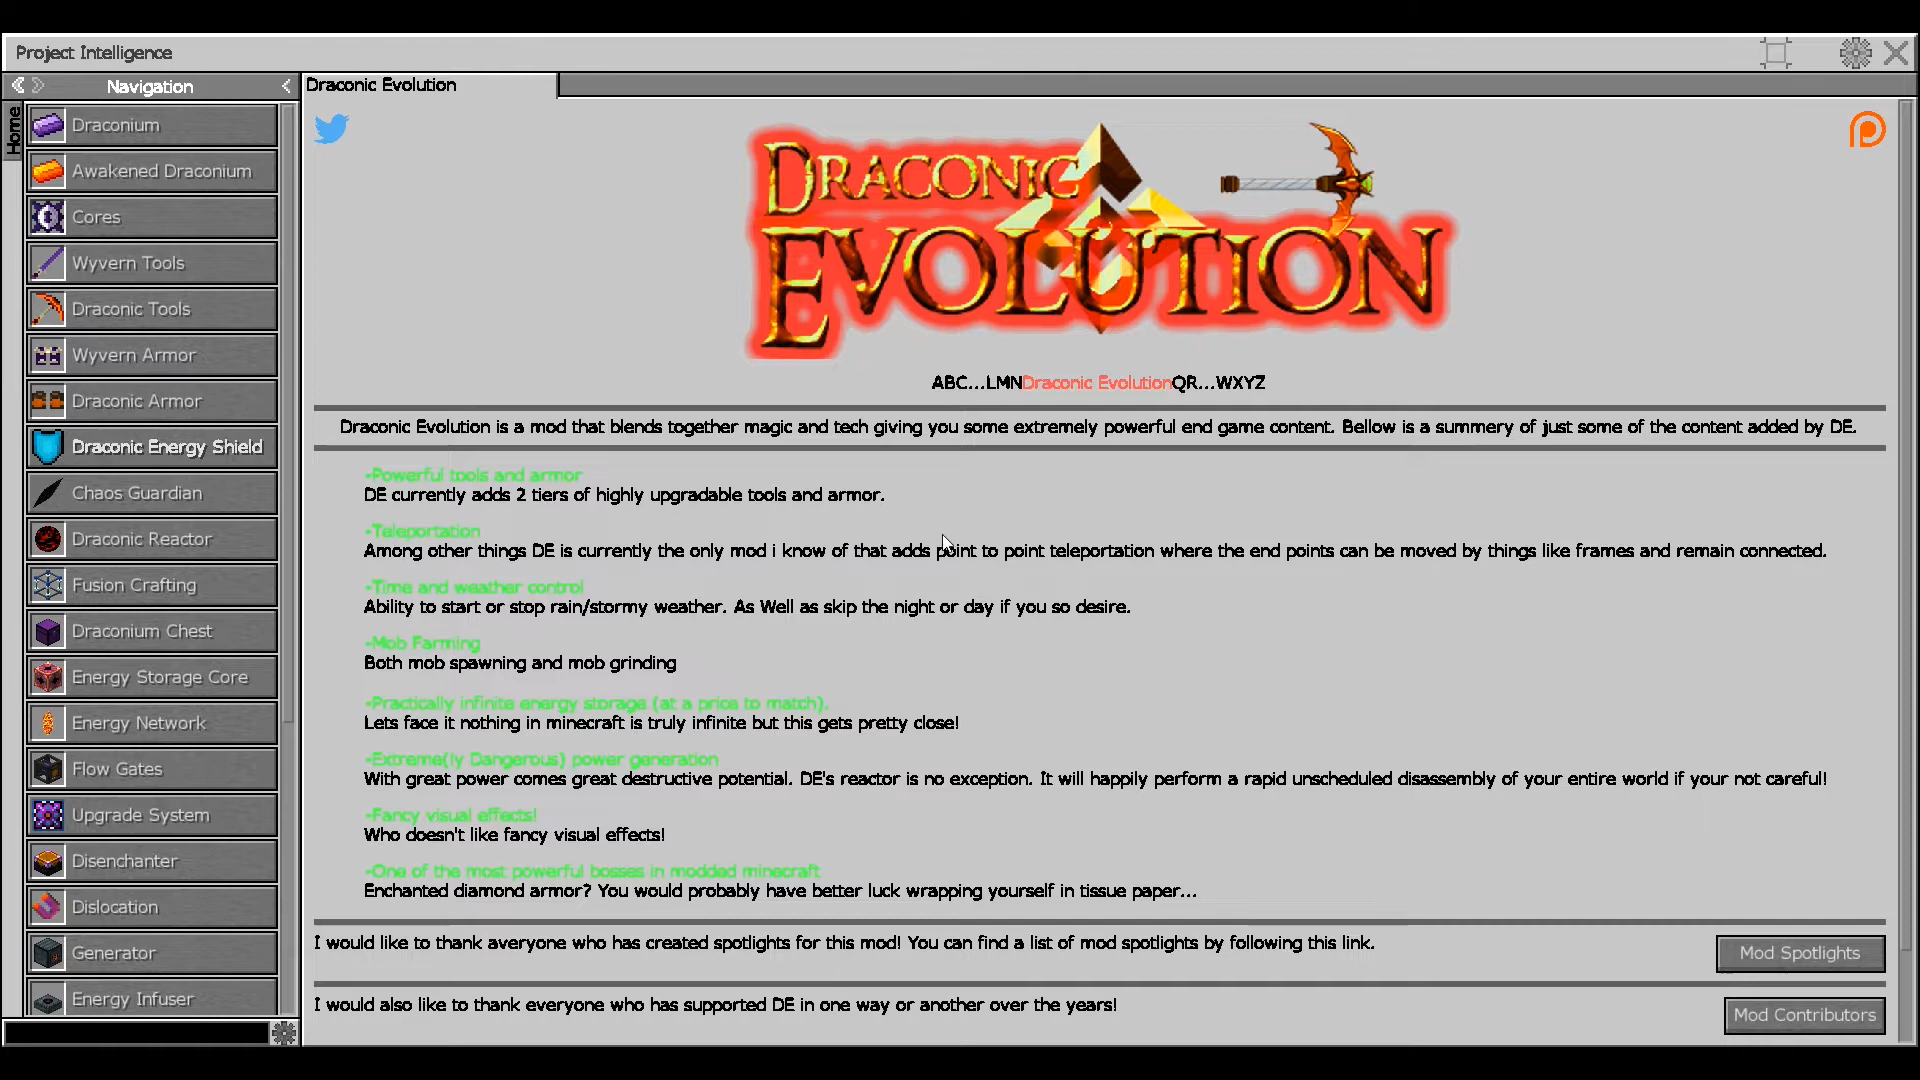 Project Intelligence
Navigation
Home
Draconium
Awakened Draconium
Cores
Wyvern Tools
Draconic Tools
Wyvern Armor
Draconic Armor
Draconic Energy Shield
Chaos Guardian
Draconic Reactor
Fusion Crafting
Draconium Chest
Energy Storage Core
Energy Network
Flow Gates
Upgrade System
Disenchanter
Dislocation
Generator
Energy Infuser
Draconic Evolution
DRACONIC
EVOLUTION
ABC...LMNDraconic EvolutionQR...WXYZ
Draconic Evolution is a mod that blends together magic and tech giving you some extremely powerful end game content. Bellow is a summery of just some of the content added by DE.
-Powerful tools and armor
DE currently adds 2 tiers of highly upgradable tools and armor.
-Teleportation
Among other things DE is currently the only mod i know of that adds point to point teleportation where the end points can be moved by things like frames and remain connected.
-Time and weather control
Ability to start or stop rain/stormy weather. As Well as skip the night or day if you so desire.
-Mob Farming
Both mob spawning and mob grinding
-Practically infinite energy storage (at a price to match).
Lets face it nothing in minecraft is truly infinite but this gets pretty close!
-Extreme(ly Dangerous) power generation
With great power comes great destructive potential. DE's reactor is no exception. It will happily perform a rapid unscheduled disassembly of your entire world if your not careful!
-Fancy visual effects!
Who doesn't like fancy visual effects!
-One of the most powerful bosses in modded minecraft
Enchanted diamond armor? You would probably have better luck wrapping yourself in tissue paper...
I would like to thank averyone who has created spotlights for this mod! You can find a list of mod spotlights by following this link.
Mod Spotlights
I would also like to thank everyone who has supported DE in one way or another over the years!
Mod Contributors